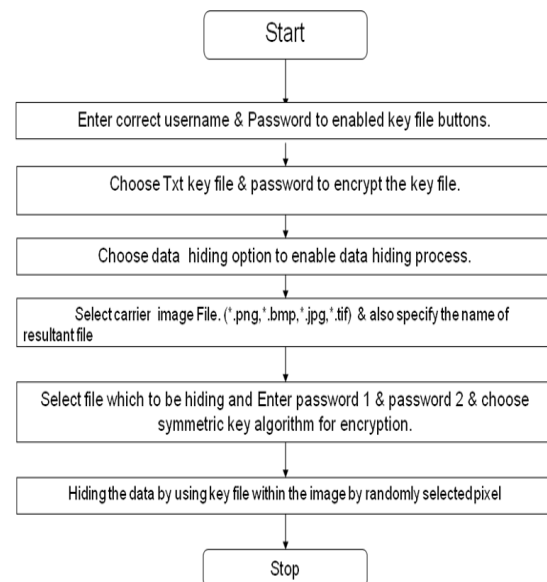 Start
Enter correct username & Password to enabled key file buttons.
Choose Txt key file & password to encrypt the key file.
Choose data hiding option to enable data hiding process.
Select carrier image File. (*.png,*.bmp,*.jpg,*.tif) & also specify the name of
resultant file
Select file which to be hiding and Enter password 1 & password 2 & choose
symmetric key algorithm for encryption.
Hiding the data by using key file within the image by randomly selected pixel
Stop